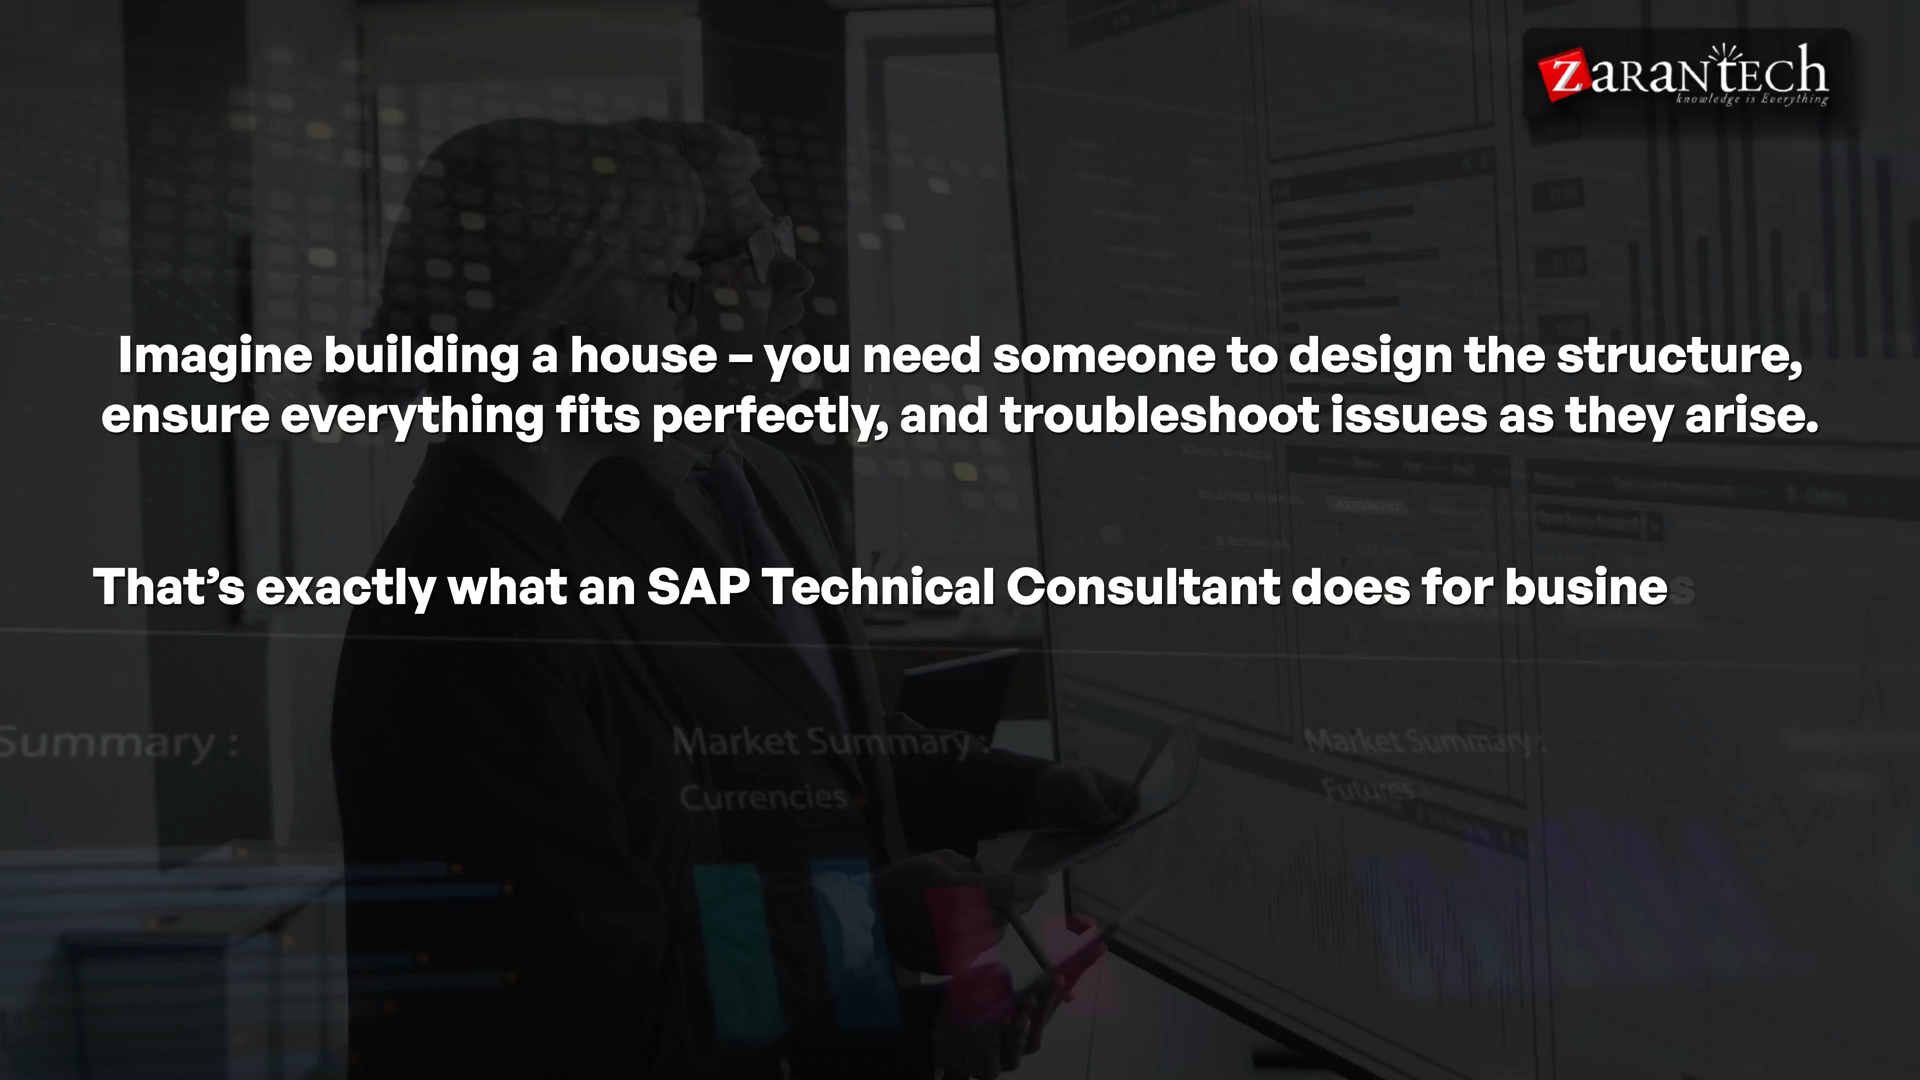 ZARANTECH
knowledge is Everything
Imagine building a house – you need someone to design the structure,
ensure everything fits perfectly, and troubleshoot issues as they arise.
That's exactly what an SAP Technical Consultant does for busines
Summary :
Market Summary :
Currencies
Market Summary :
Futures